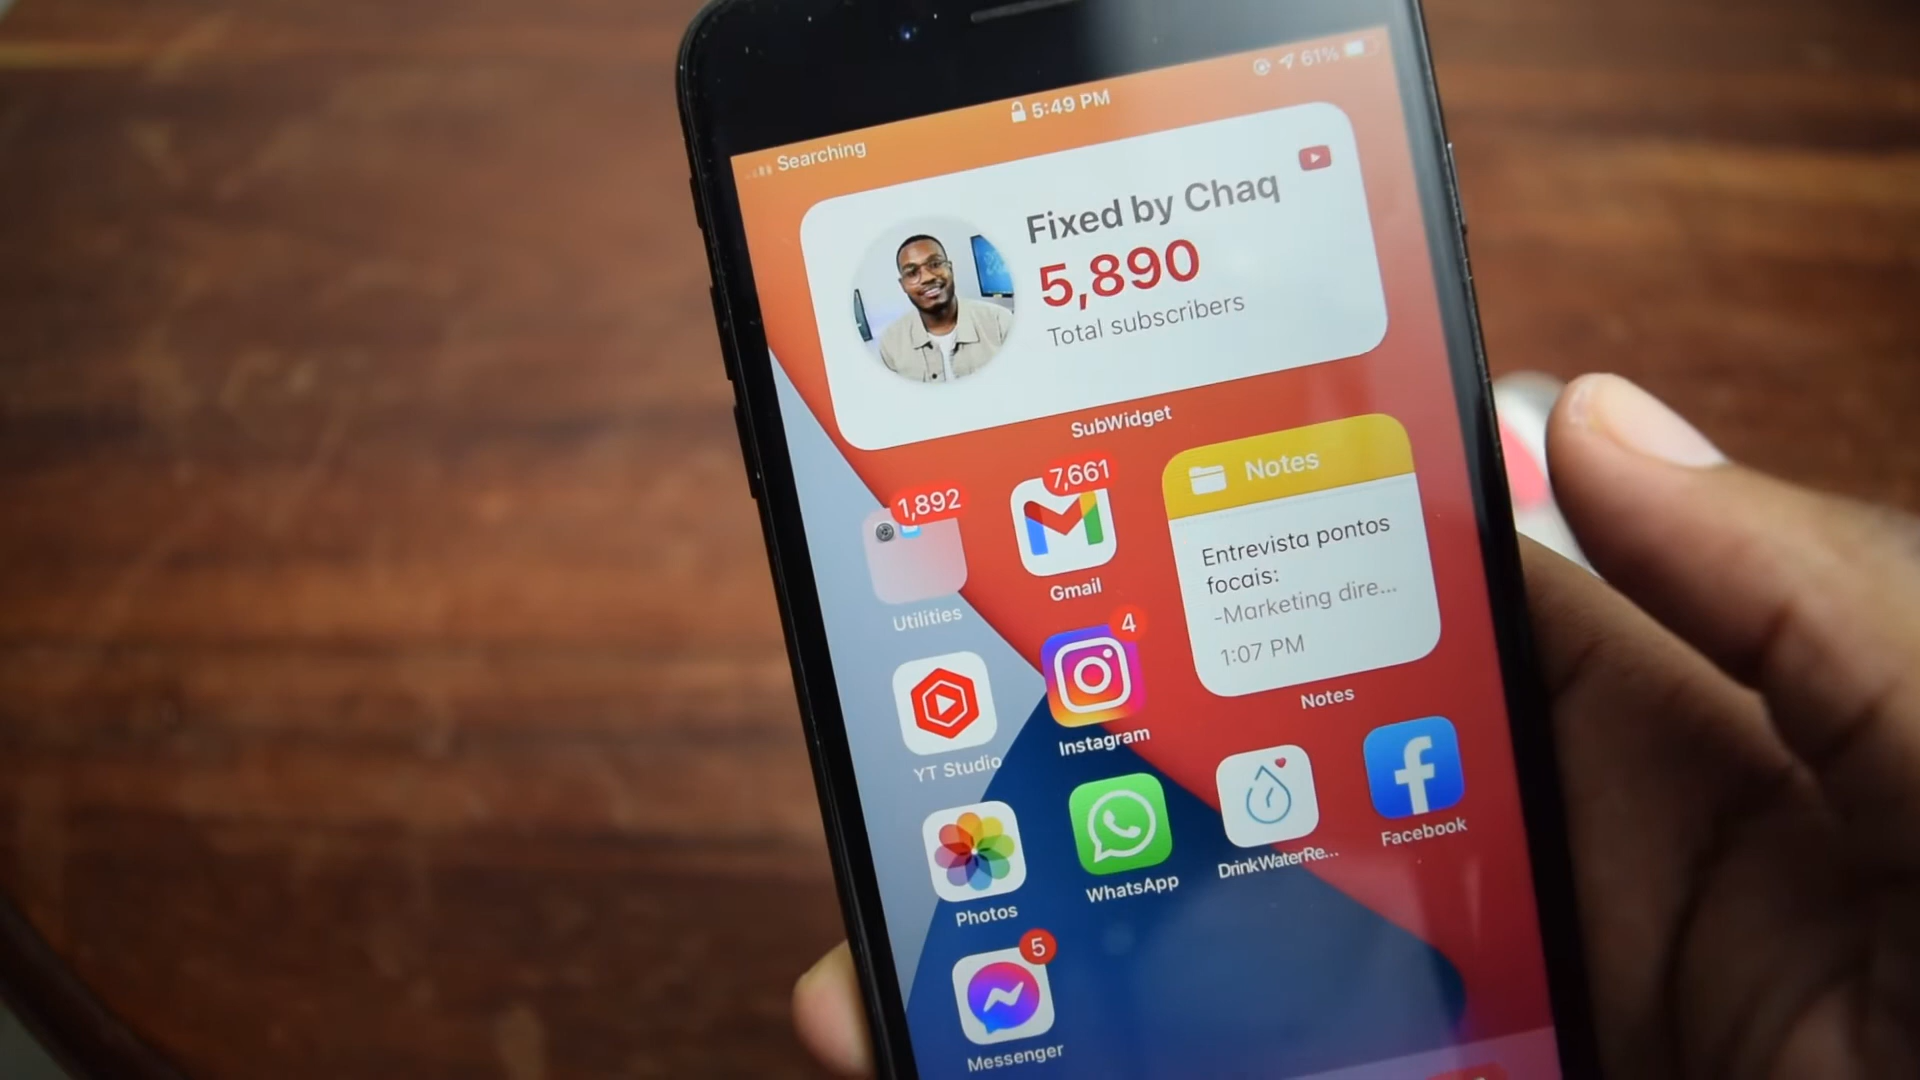 Searching
5:49 PM
61%
Fixed by Chaq
5,890
Total subscribers
SubWidget
1,892
Utilities
7,661
Gmail
Notes
Entrevista pontos
focais:
-Marketing dire...
1:07 PM
Notes
YT Studio
4
Instagram
Photos
WhatsApp
DrinkWaterRe...
Facebook
5
Messenger